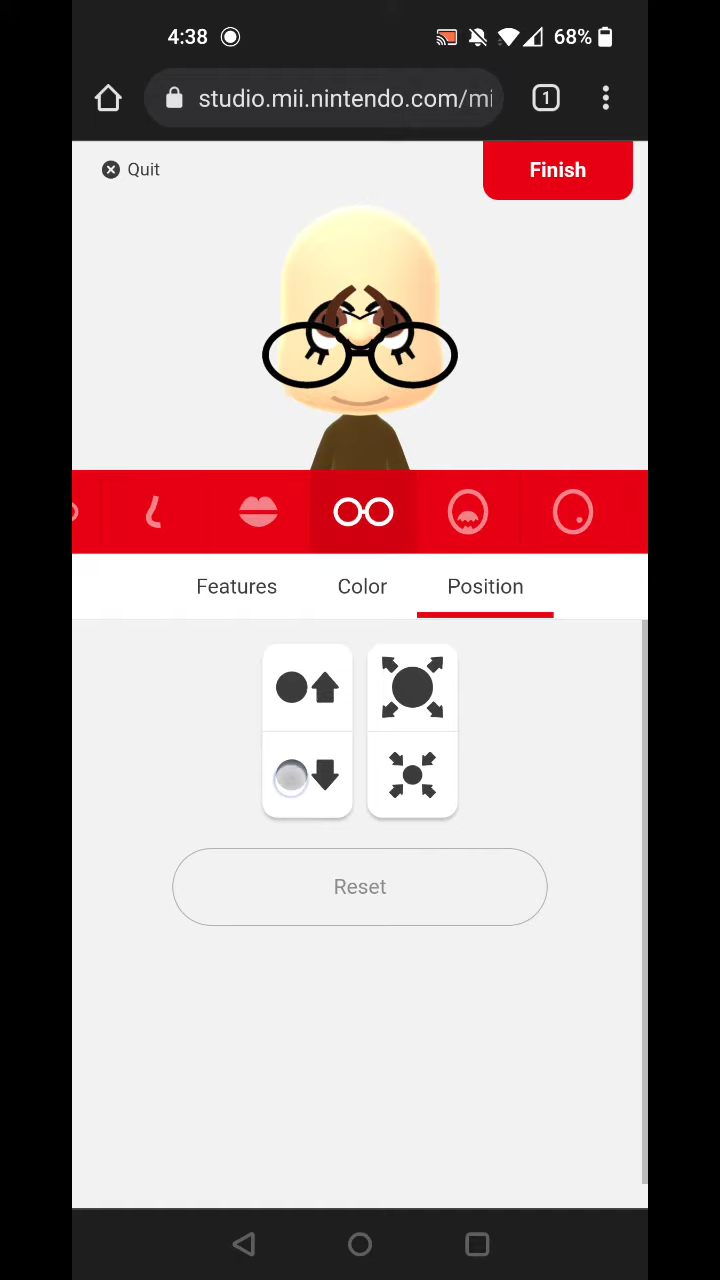 4:38
68%
studio.mii.nintendo.com/mi
1
Quit
Finish
Features
Color
Position
Reset